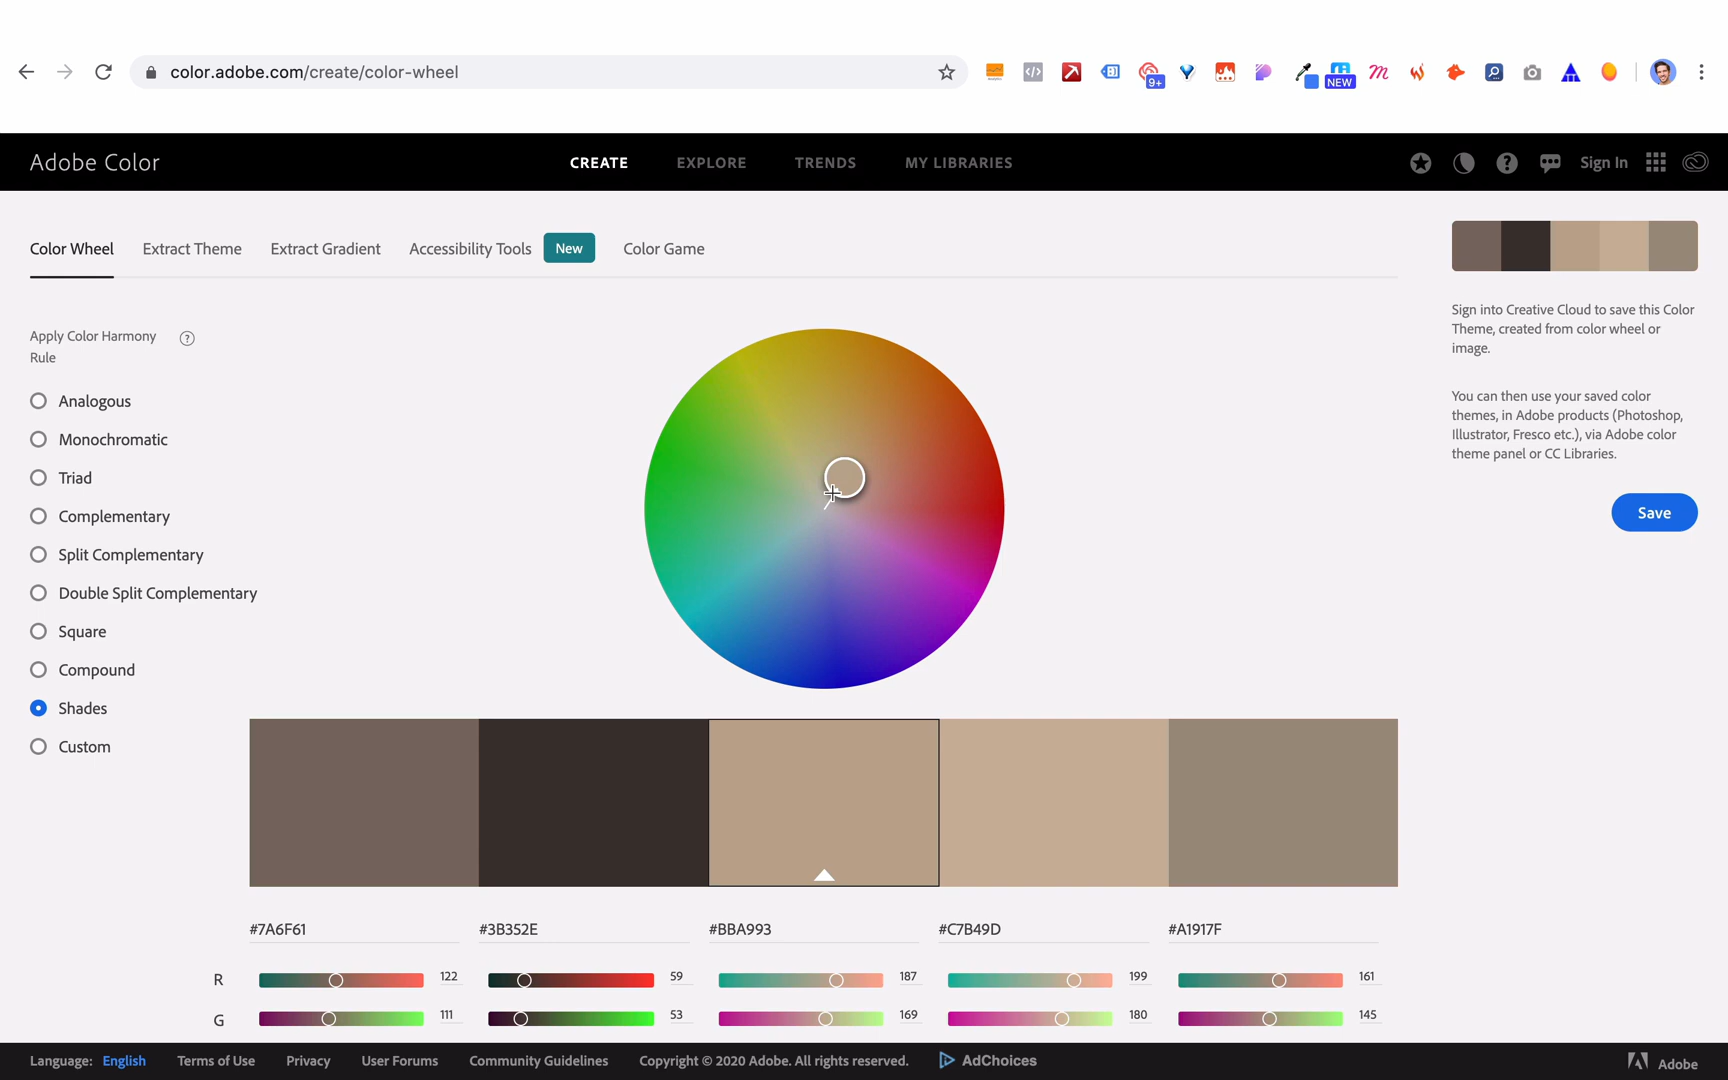 color.adobe.com/create/color-wheel
9+
NEW
Adobe Color
CREATE EXPLORE TRENDS MY LIBRARIES
Sign In
Color Wheel Extract Theme Extract Gradient Accessibility Tools New Color Game
Apply Color Harmony
Rule
Analogous
Monochromatic
Triad
Complementary
Split Complementary
Double Split Complementary
Square
Compound
Shades
Custom
Sign into Creative Cloud to save this Color
Theme, created from color wheel or
image.
You can then use your saved color
themes, in Adobe products (Photoshop,
Illustrator, Fresco etc.), via Adobe color
theme panel or CC Libraries.
Save
#7A6F61 #3B352E #BBA993 #C7B49D #A1917F
R 122 59 187 199 161
G 111 53 169 180 145
Language: English Terms of Use Privacy User Forums Community Guidelines Copyright © 2020 Adobe. All rights reserved. AdChoices Adobe